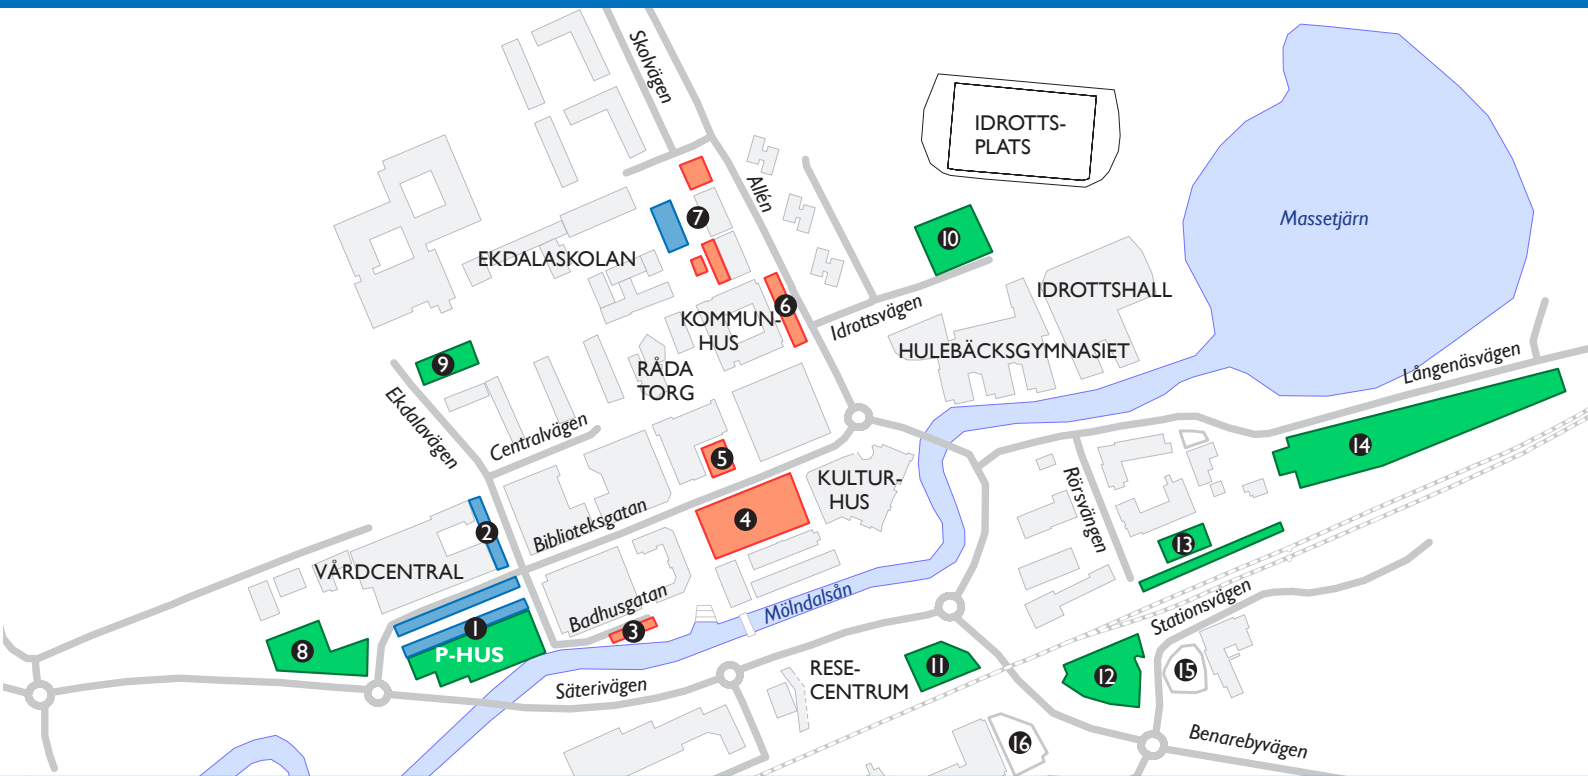 Skolvägen
IDROTTS-
PLATS
Allén
7
10
Massetjärn
EKDALASKOLAN
6
IDROTTSHALL
KOMMUN-
HUS
Idrottsvägen
HULEBÄCKSGYMNASIET
9
RÅDA
TORG
Långenäsvägen
Ekdalavägen
Centralvägen
5
14
KULTUR-
HUS
4
Rörsvängen
2
Biblioteksgatan
13
VÅRDCENTRAL
Badhusgatan
Mölndalsån
Stationsvägen
1
3
P-HUS
8
RESE-
CENTRUM
11
12
15
Säterivägen
16
Benarebyvägen